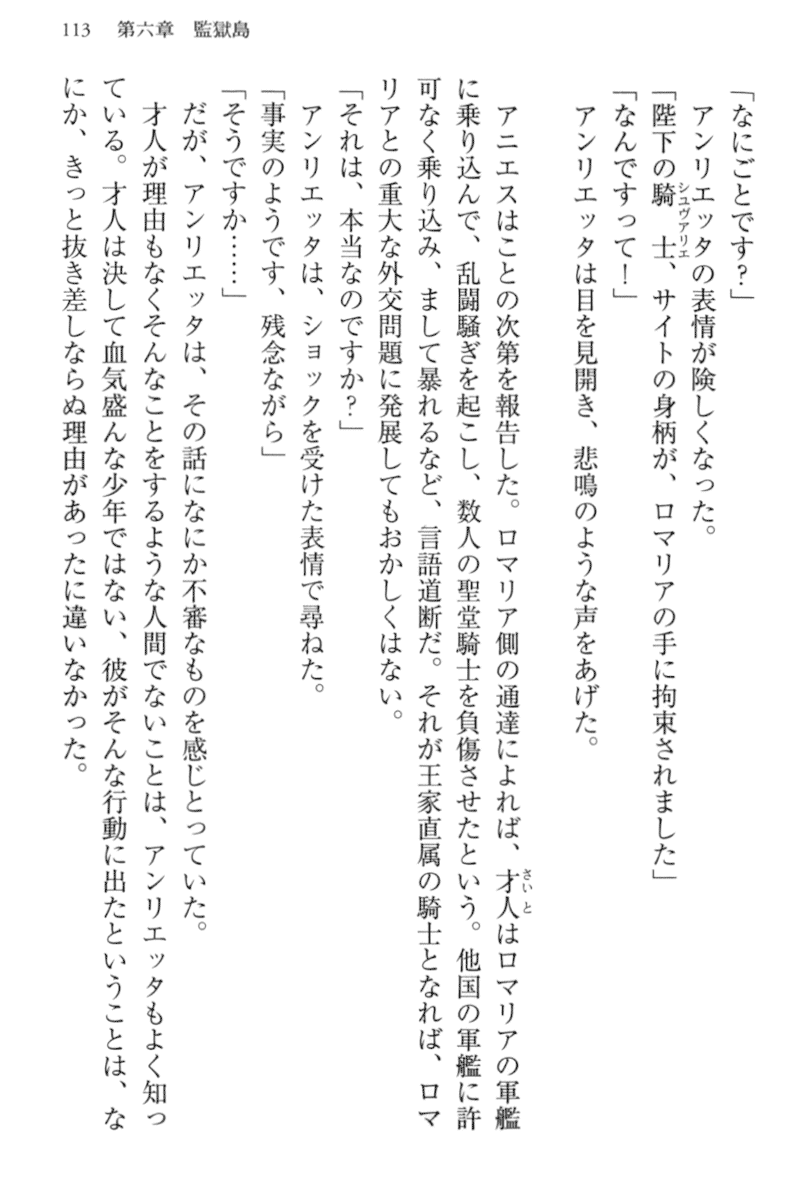 113　第六章　監獄島
「なにごとです?」
アンリエッタの表情が険しくなった。
「陛下の騎士、サイトの身柄が、ロマリアの手に拘束されました」
シュヴァリエ
「なんですって!」
アンリエッタは目を見開き、悲鳴のような声をあげた。
アニエスはことの次第を報告した。ロマリア側の通達によれば、才人はロマリアの軍艦
さいと
に乗り込んで、乱闘騒ぎを起こし、数人の聖堂騎士を負傷させたという。他国の軍艦に許
可なく乗り込み、まして暴れるなど、言語道断だ。それが王家直属の騎士となれば、ロマ
リアとの重大な外交問題に発展してもおかしくはない。
「それは、本当なのですか?」
アンリエッタは、ショックを受けた表情で尋ねた。
「事実のようです、残念ながら」
「そうですか……」
だが、アンリエッタは、その話になにか不審なものを感じとっていた。
才人が理由もなくそんなことをするような人間でないことは、アンリエッタもよく知っ
ている。才人は決して血気盛んな少年ではない、彼がそんな行動に出たということは、な
にか、きっと抜き差しならぬ理由があったに違いなかった。